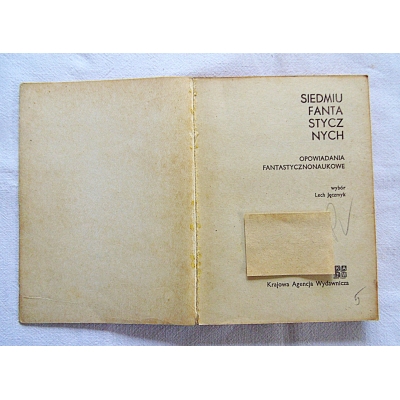 SIEDMIU
FANTA
STYCZ
NYCH
OPOWIADANIA
FANTASTYCZNONAUKOWE
wybór
Lech Jęczmyk
Krajowa Agencja Wydawnicza